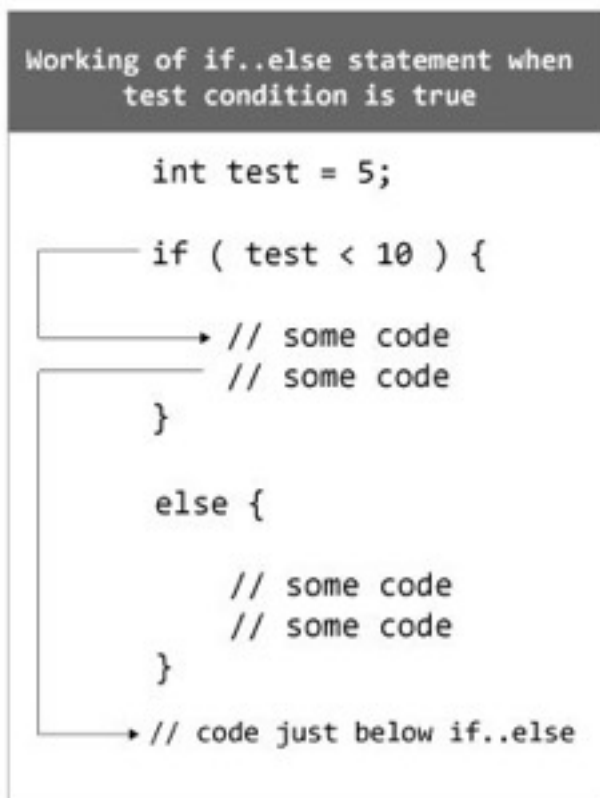 Working of if..else statement when
test condition is true
int test = 5;
if ( test < 10 ) {
// some code
// some code
}
else {
// some code
// some code
}
// code just below if..else